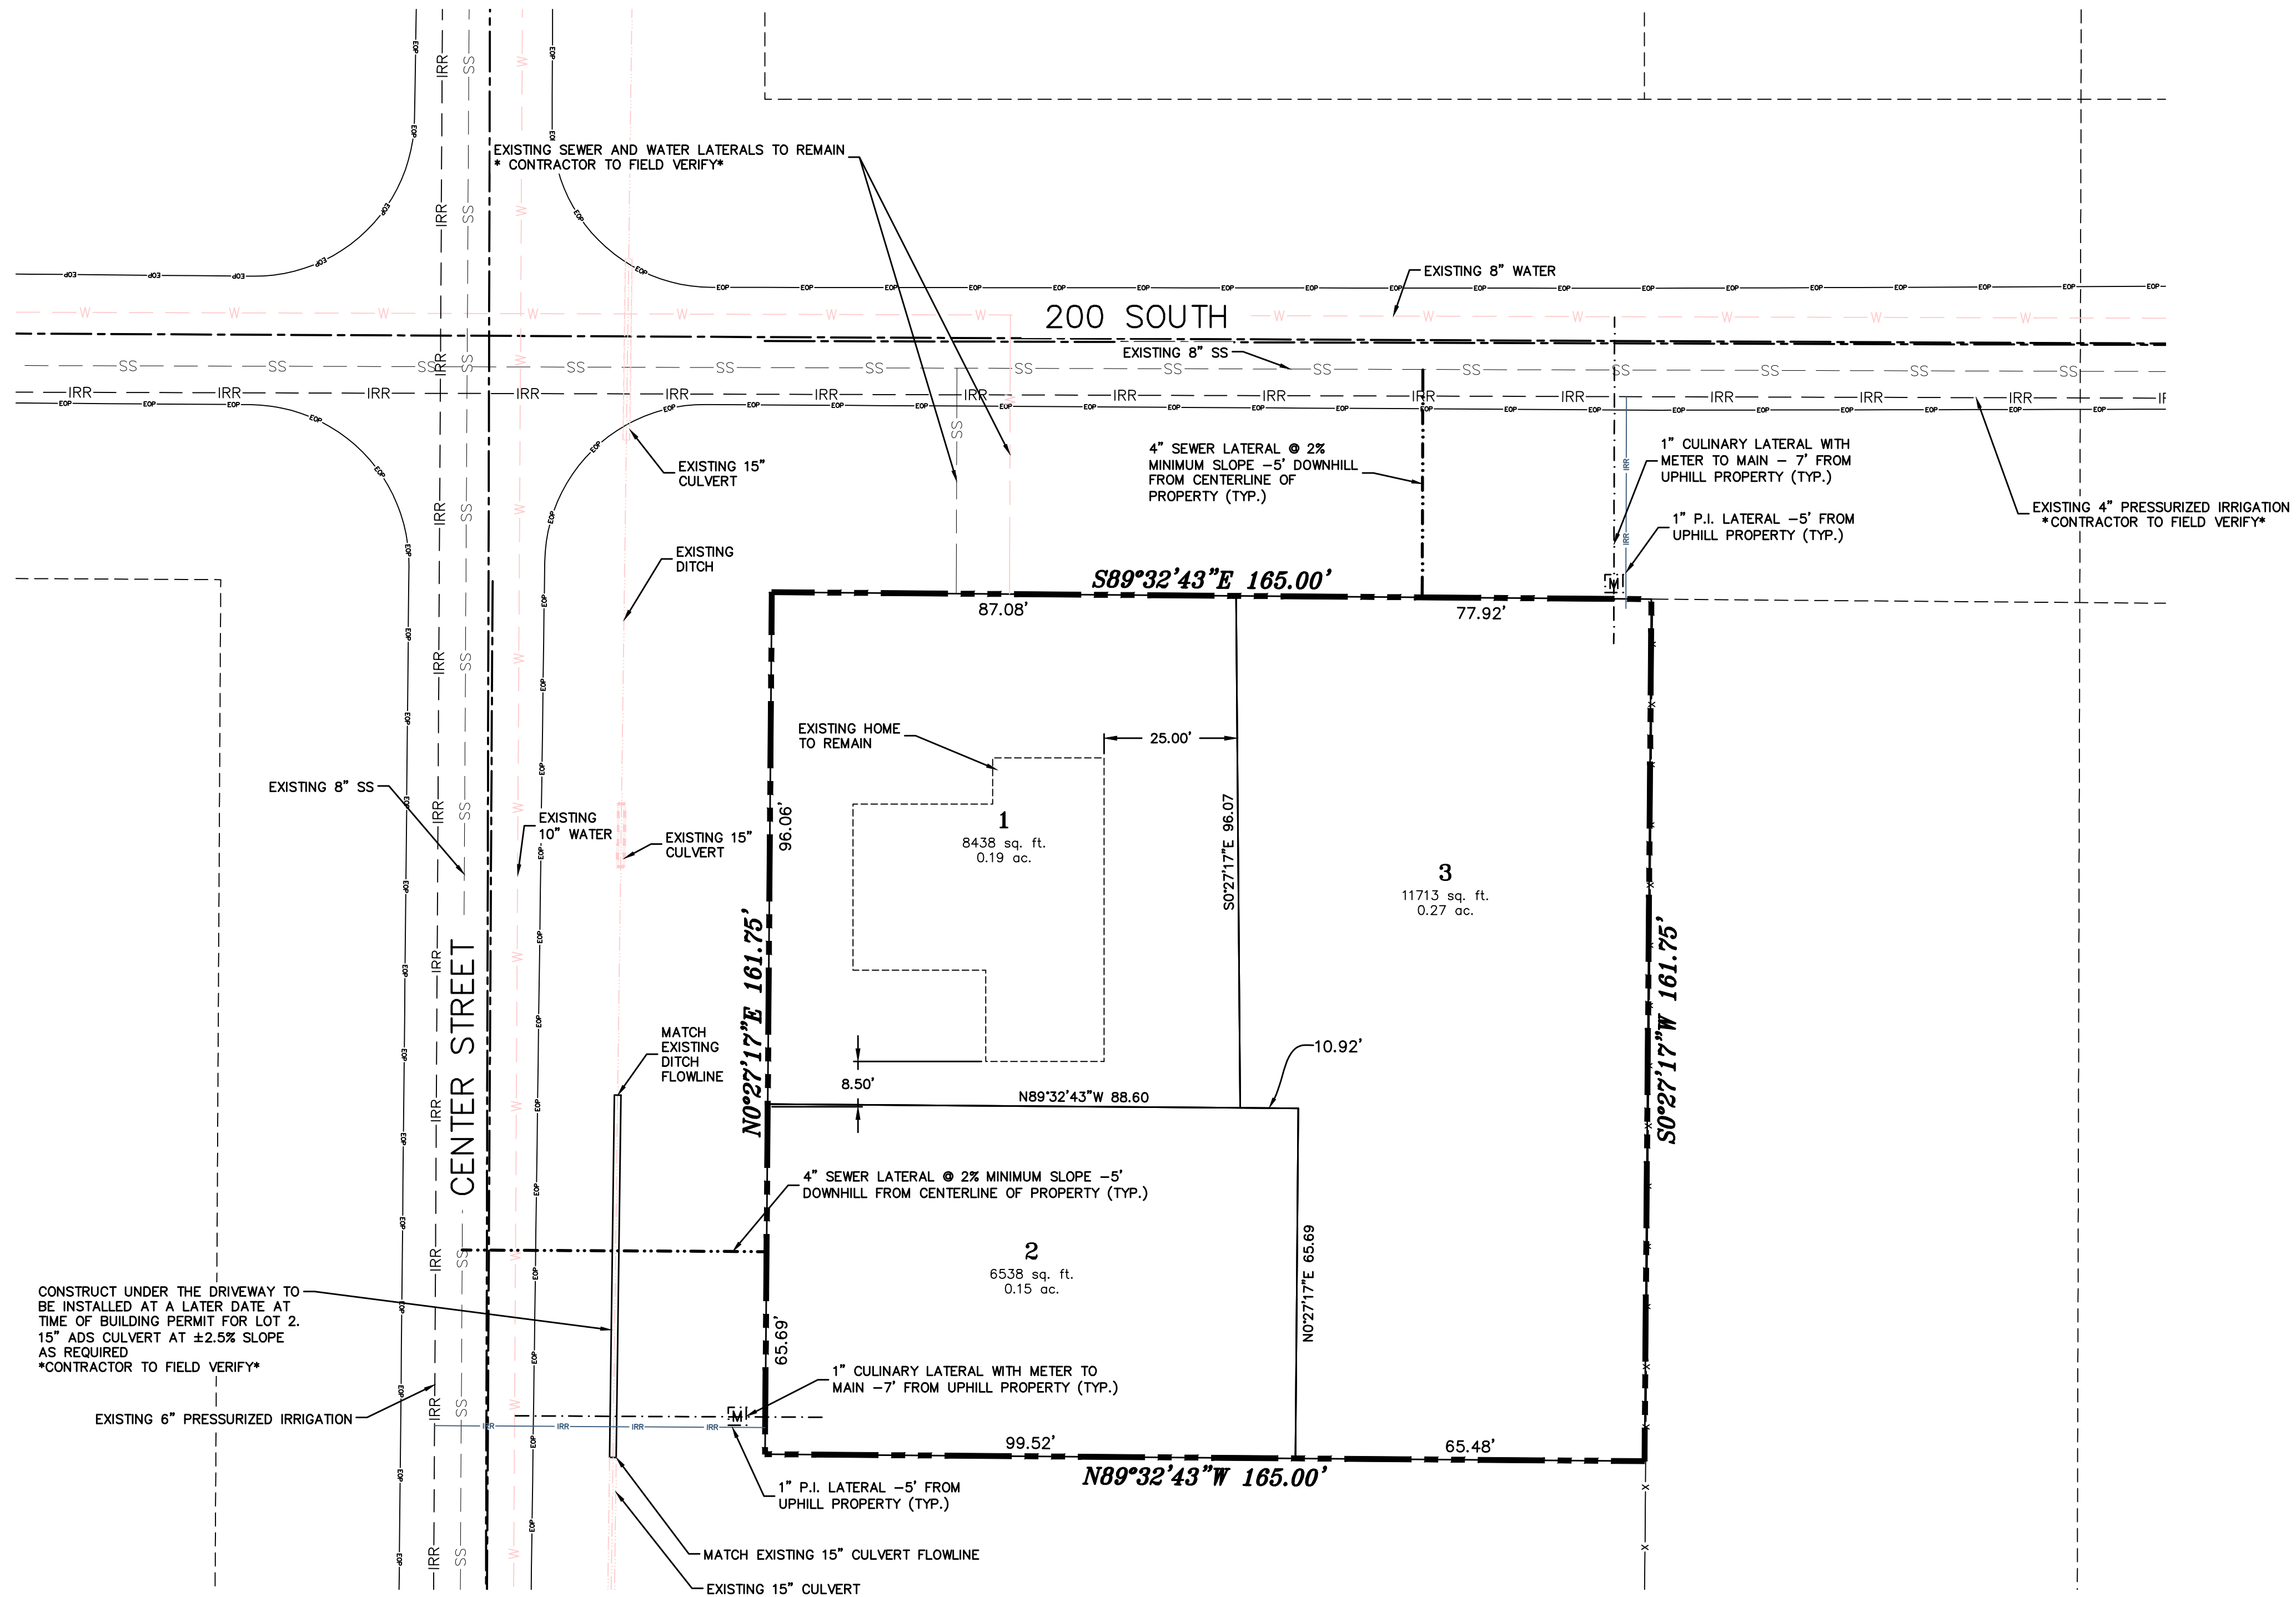 EXISTING SEWER AND WATER LATERALS TO REMAIN
* CONTRACTOR TO FIELD VERIFY*
EXISTING 8" WATER
200 SOUTH
EXISTING 8" SS
EXISTING 15"
CULVERT
4" SEWER LATERAL @ 2%
MINIMUM SLOPE -5' DOWNHILL
FROM CENTERLINE OF
PROPERTY (TYP.)
1" CULINARY LATERAL WITH
METER TO MAIN - 7' FROM
UPHILL PROPERTY (TYP.)
1" P.I. LATERAL -5' FROM
UPHILL PROPERTY (TYP.)
EXISTING 4" PRESSURIZED IRRIGATION
*CONTRACTOR TO FIELD VERIFY*
EXISTING
DITCH
S89°32'43"E 165.00'
87.08'
77.92'
M
EXISTING HOME
TO REMAIN
25.00'
EXISTING 8" SS
EXISTING
10" WATER
EXISTING 15"
CULVERT
96.06'
1
8438 sq. ft.
0.19 ac.
S0°27'17"E 96.07
3
11713 sq. ft.
0.27 ac.
N0°27'17"E 161.75'
S0°27'17"W 161.75'
CENTER STREET
MATCH
EXISTING
DITCH
FLOWLINE
8.50'
10.92'
N89°32'43"W 88.60
4" SEWER LATERAL @ 2% MINIMUM SLOPE -5'
DOWNHILL FROM CENTERLINE OF PROPERTY (TYP.)
2
6538 sq. ft.
0.15 ac.
N0°27'17"E 65.69
65.69'
CONSTRUCT UNDER THE DRIVEWAY TO
BE INSTALLED AT A LATER DATE AT
TIME OF BUILDING PERMIT FOR LOT 2.
15" ADS CULVERT AT ±2.5% SLOPE
AS REQUIRED
*CONTRACTOR TO FIELD VERIFY*
1" CULINARY LATERAL WITH METER TO
MAIN -7' FROM UPHILL PROPERTY (TYP.)
EXISTING 6" PRESSURIZED IRRIGATION
M
99.52'
65.48'
N89°32'43"W 165.00'
1" P.I. LATERAL -5' FROM
UPHILL PROPERTY (TYP.)
MATCH EXISTING 15" CULVERT FLOWLINE
EXISTING 15" CULVERT